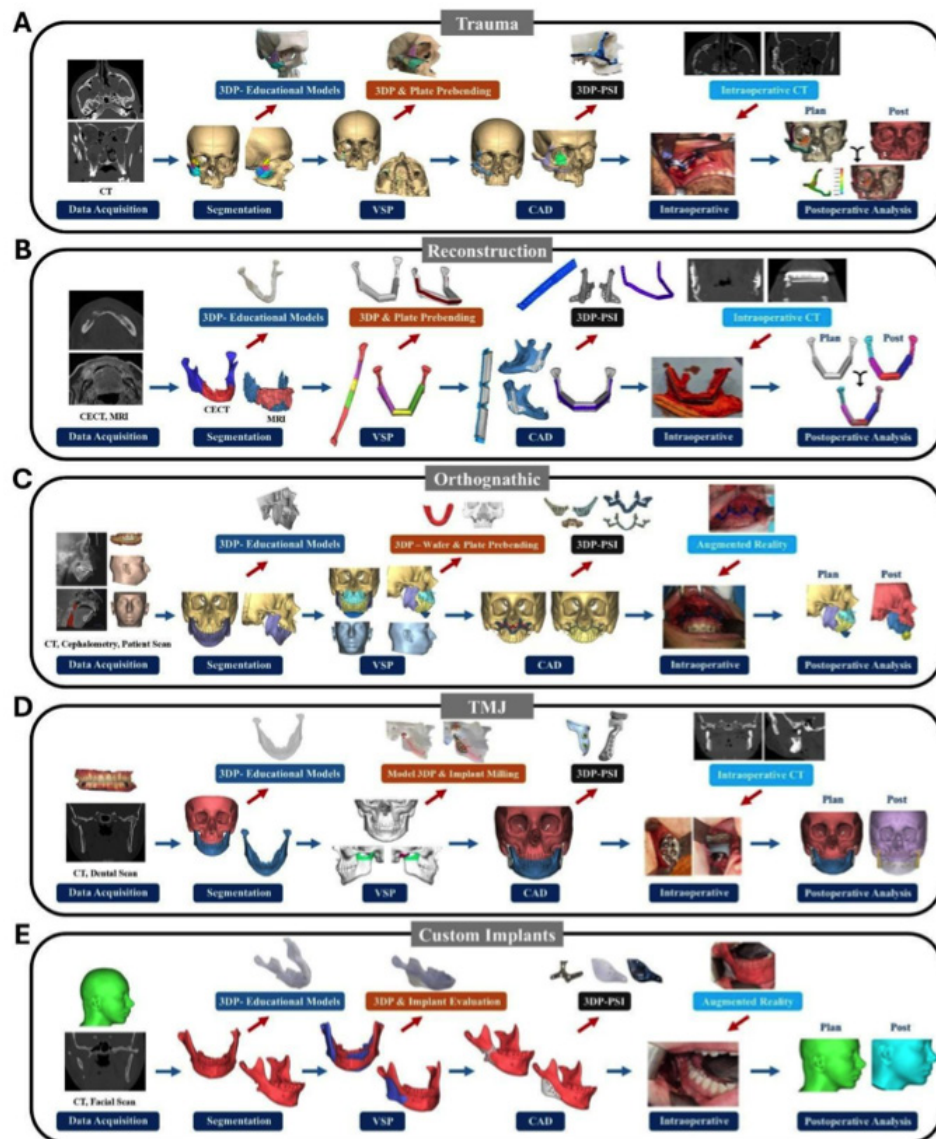 A
Trauma
3DP- Educational Models
3DP & Plate Prebending
3DP-PSI
Intraoperative CT
Plan
Post
CT
Data Acquisition
Segmentation
VSP
CAD
Intraoperative
Postoperative Analysis
B
Reconstruction
3DP- Educational Models
3DP & Plate Prebending
3DP-PSI
Intraoperative CT
Plan
Post
CECT, MRI
CECT
MRI
Data Acquisition
Segmentation
VSP
CAD
Intraoperative
Postoperative Analysis
C
Orthognathic
3DP- Educational Models
3DP – Wafer & Plate Prebending
3DP-PSI
Augmented Reality
Plan
Post
CT, Cephalometry, Patient Scan
Data Acquisition
Segmentation
VSP
CAD
Intraoperative
Postoperative Analysis
D
TMJ
3DP- Educational Models
Model 3DP & Implant Milling
3DP-PSI
Intraoperative CT
Plan
Post
CT, Dental Scan
Data Acquisition
Segmentation
VSP
CAD
Intraoperative
Postoperative Analysis
E
Custom Implants
3DP- Educational Models
3DP & Implant Evaluation
3DP-PSI
Augmented Reality
Plan
Post
CT, Facial Scan
Data Acquisition
Segmentation
VSP
CAD
Intraoperative
Postoperative Analysis